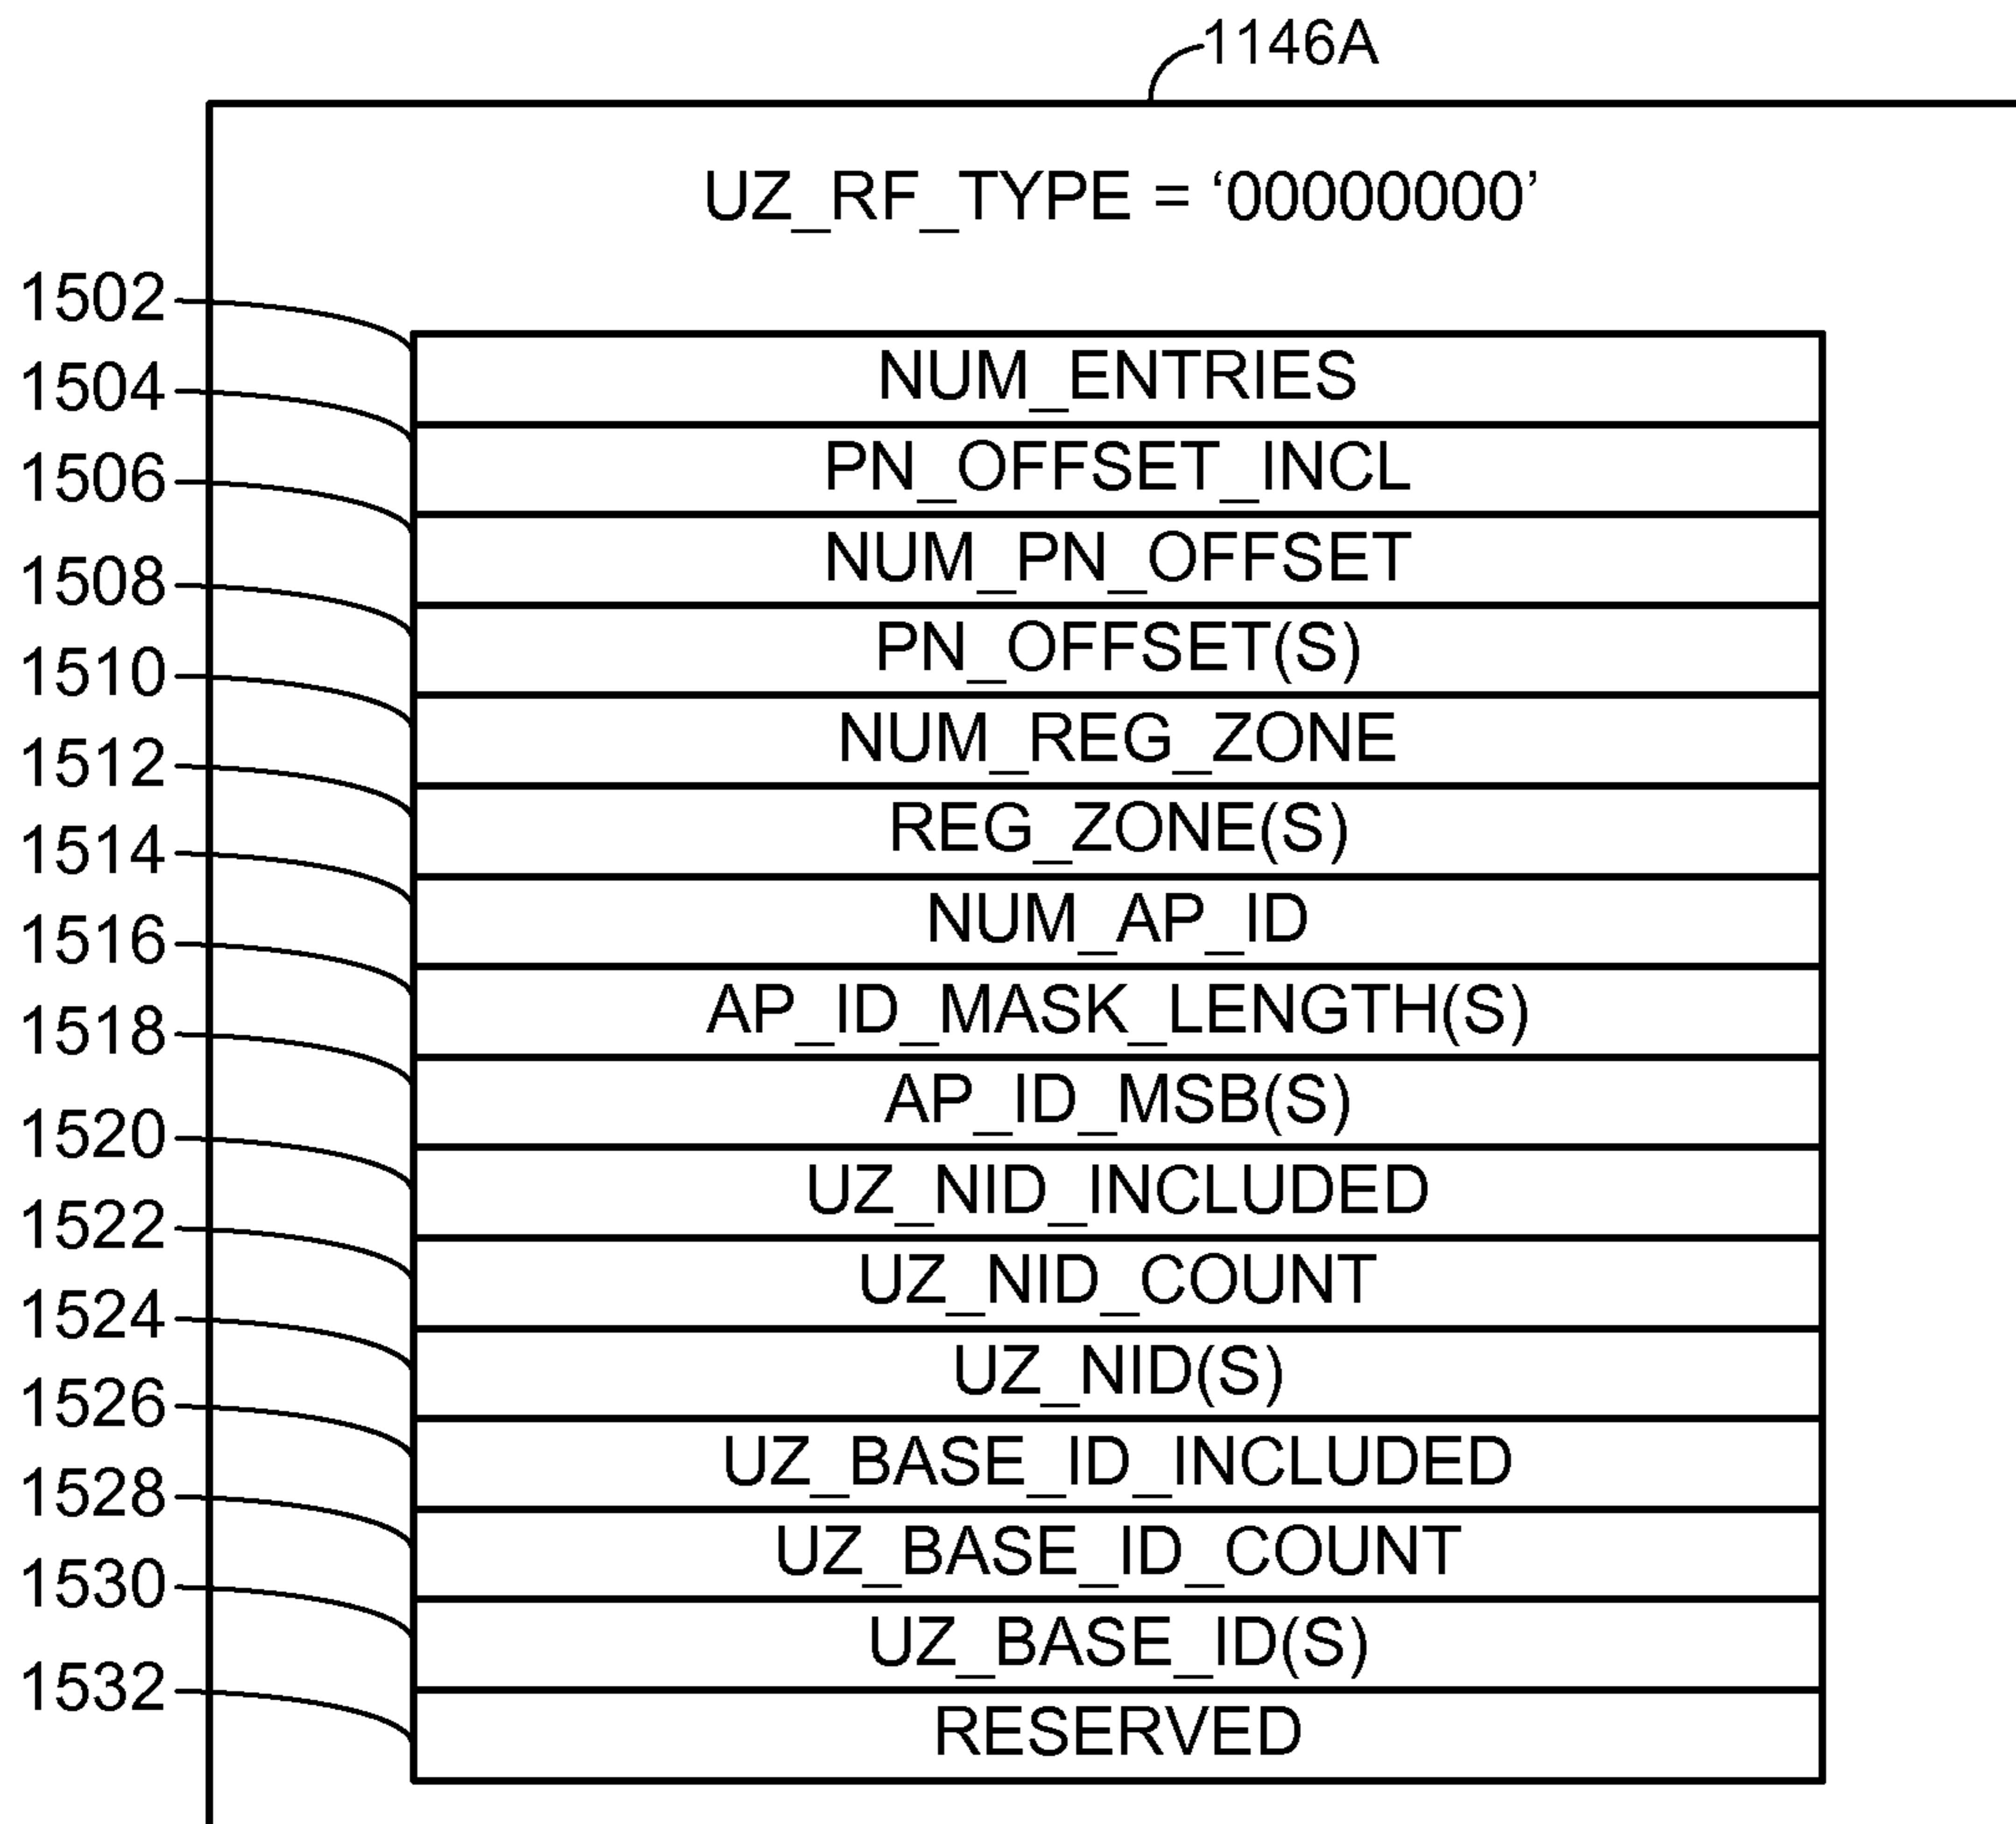 1146A
UZ_RF_TYPE = ‘00000000’
1502
NUM_ENTRIES
1504
PN_OFFSET_INCL
1506
NUM_PN_OFFSET
1508
PN_OFFSET(S)
1510
NUM_REG_ZONE
1512
REG_ZONE(S)
1514
NUM_AP_ID
1516
AP_ID_MASK_LENGTH(S)
1518
AP_ID_MSB(S)
1520
UZ_NID_INCLUDED
1522
UZ_NID_COUNT
1524
UZ_NID(S)
1526
UZ_BASE_ID_INCLUDED
1528
UZ_BASE_ID_COUNT
1530
UZ_BASE_ID(S)
1532
RESERVED